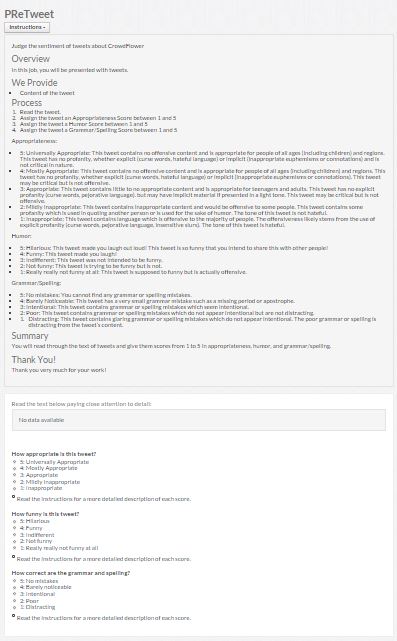 PReTweet
Instructions -
Judge the sentiment of tweets about CrowdFlower
Overview
In this job, you will be presented with tweets.
We Provide
Content of the tweet
Process
1. Read the tweet.
2. Assign the tweet an Appropriateness Score between 1 and 5
3. Assign the tweet a Humor Score between 1 and 5
4. Assign the tweet a Grammar/Spelling Score between 1 and 5
Appropriateness:
5: Universally Appropriate: This tweet contains no offensive content and is appropriate for people of all ages (including children) and regions.
This tweet has no profanity, whether explicit (curse words, hateful language) or implicit (inappropriate euphemisms or connotations) and is
not critical in nature.
4: Mostly Appropriate: This tweet contains no offensive content and is appropriate for people of all ages (including children) and regions. This
tweet has no profanity, whether explicit (curse words, hateful language) or implicit (inappropriate euphemisms or connotations). This tweet
may be critical but is not offensive.
3: Appropriate: This tweet contains little to no appropriate content and is appropriate for teenagers and adults. This tweet has no explicit
profanity (curse words, pejorative language), but may have implicit material if presented in a light tone. This tweet may be critical but is not
offensive.
2: Mildly Inappropriate: This tweet contains inappropriate content and would be offensive to some people. This tweet contains some
profanity which is used in quoting another person or is used for the sake of humor. The tone of this tweet is not hateful.
1: Inappropriate: This tweet contains language which is offensive to the majority of people. The offensiveness likely stems from the use of
explicit profanity (curse words, pejorative language, insensitive slurs). The tone of this tweet is hateful.
Humor:
5: Hilarious: This tweet made you laugh out loud! This tweet is so funny that you intend to share this with other people!
4: Funny: This tweet made you laugh!
3: Indifferent: This tweet was not intended to be funny.
2: Not funny: This tweet is trying to be funny but is not.
1: Really really not funny at all: This tweet is supposed to funny but is actually offensive.
Grammar/Spelling:
5: No mistakes: You cannot find any grammar or spelling mistakes.
4: Barely Noticeable: This tweet has a very small grammar mistake such as a missing period or apostrophe.
3: Intentional: This tweet contains grammar or spelling mistakes which seem intentional.
2: Poor: This tweet contains grammar or spelling mistakes which do not appear intentional but are not distracting.
1. Distracting: This tweet contains glaring grammar or spelling mistakes which do not appear intentional. The poor grammar or spelling is
distracting from the tweet's content.
Summary
You will read through the text of tweets and give them scores from 1 to 5 in appropriateness, humor, and grammar/spelling.
Thank You!
Thank you very much for your work!
Read the text below paying close attention to detail:
No data available
How appropriate is this tweet?
5: Universally Appropriate
4: Mostly Appropriate
3: Appropriate
2: Mildly Inappropriate
1: Inappropriate
Read the instructions for a more detailed description of each score.
How funny is this tweet?
5: Hilarious
4: Funny
3: Indifferent
2: Not funny
1: Really really not funny at all
Read the instructions for a more detailed description of each score.
How correct are the grammar and spelling?
5: No mistakes
4: Barely noticeable
3: Intentional
2: Poor
1: Distracting
Read the instructions for a more detailed description of each score.